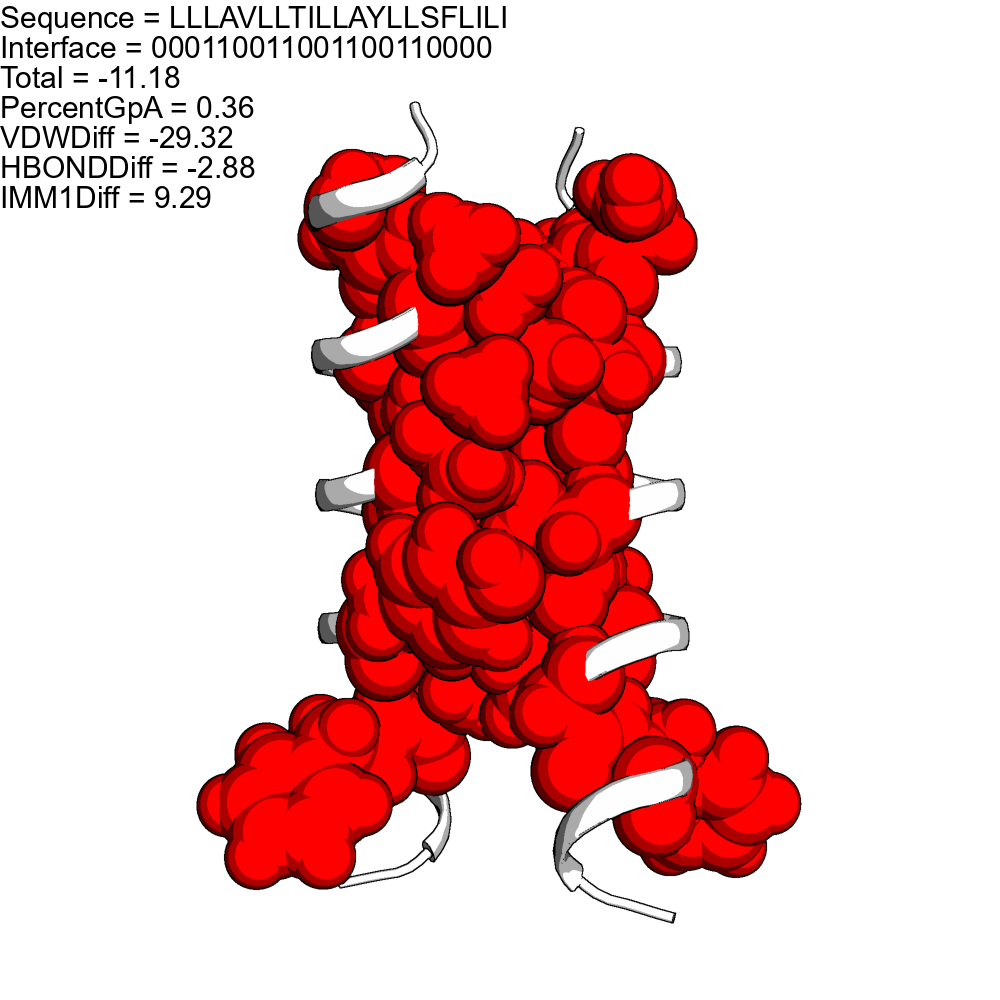 Sequence = LLLAVLLTILLAYLLSFLILI
Interface = 000110011001100110000
Total = -11.18
PercentGpA = 0.36
VDWDiff = -29.32
HBONDDiff = -2.88
IMM1Diff = 9.29